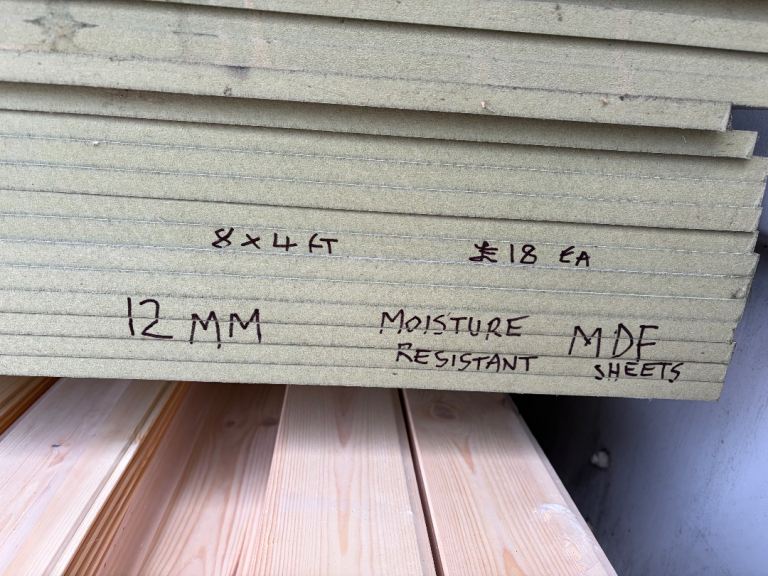 8 x 4 FT £18 EA
12 MM MOISTURE RESISTANT MDF SHEETS